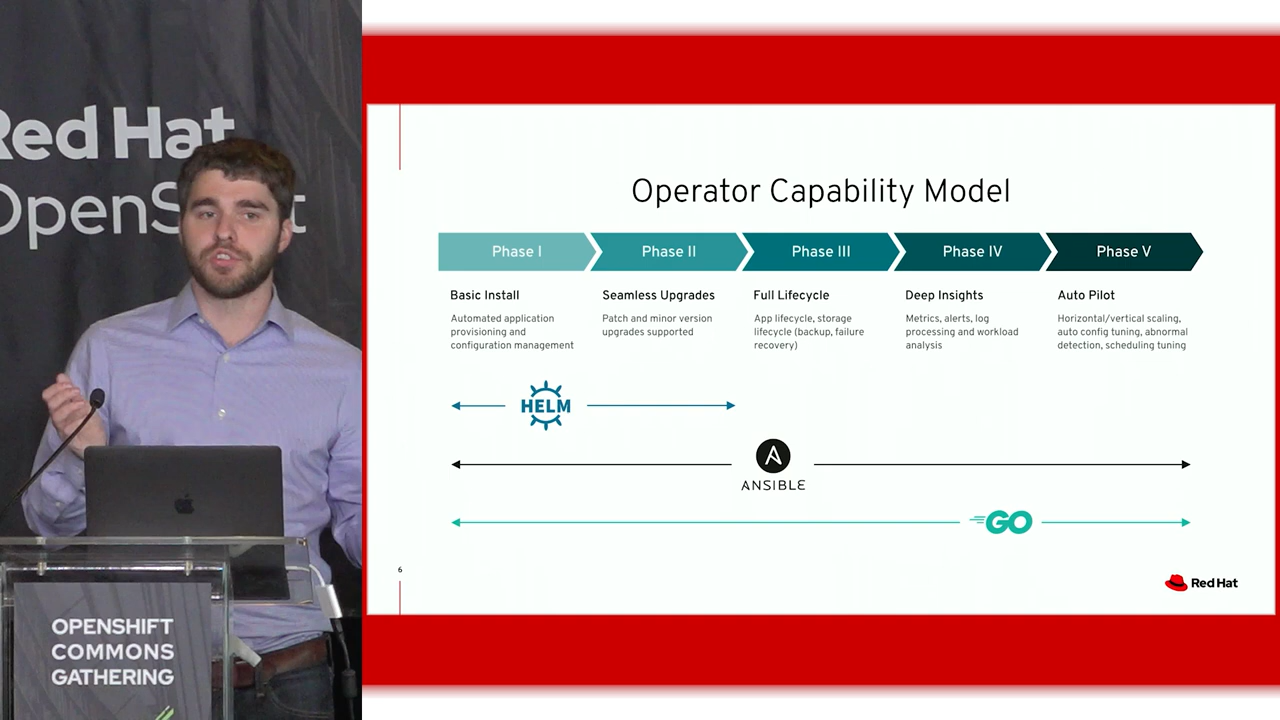 Red Hat
OpenShift
OPENSHIFT
COMMONS
GATHERING
Operator Capability Model
Phase I
Phase II
Phase III
Phase IV
Phase V
Basic Install
Automated application
provisioning and
configuration management
Seamless Upgrades
Patch and minor version
upgrades supported
Full Lifecycle
App lifecycle, storage
lifecycle (backup, failure
recovery)
Deep Insights
Metrics, alerts, log
processing and workload
analysis
Auto Pilot
Horizontal/vertical scaling,
auto config tuning, abnormal
detection, scheduling tuning
HELM
ANSIBLE
GO
6
Red Hat